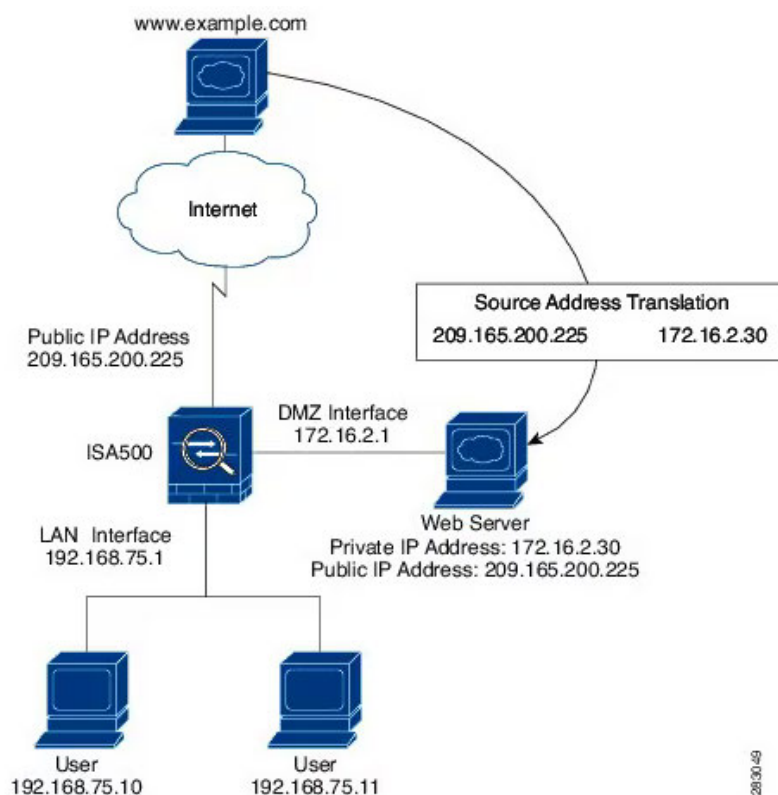 www.example.com
Internet
Source Address Translation
209.165.200.225 172.16.2.30
Public IP Address
209.165.200.225
DMZ Interface
172.16.2.1
ISA500
Web Server
Private IP Address: 172.16.2.30
Public IP Address: 209.165.200.225
LAN Interface
192.168.75.1
User
192.168.75.10
User
192.168.75.11
283049